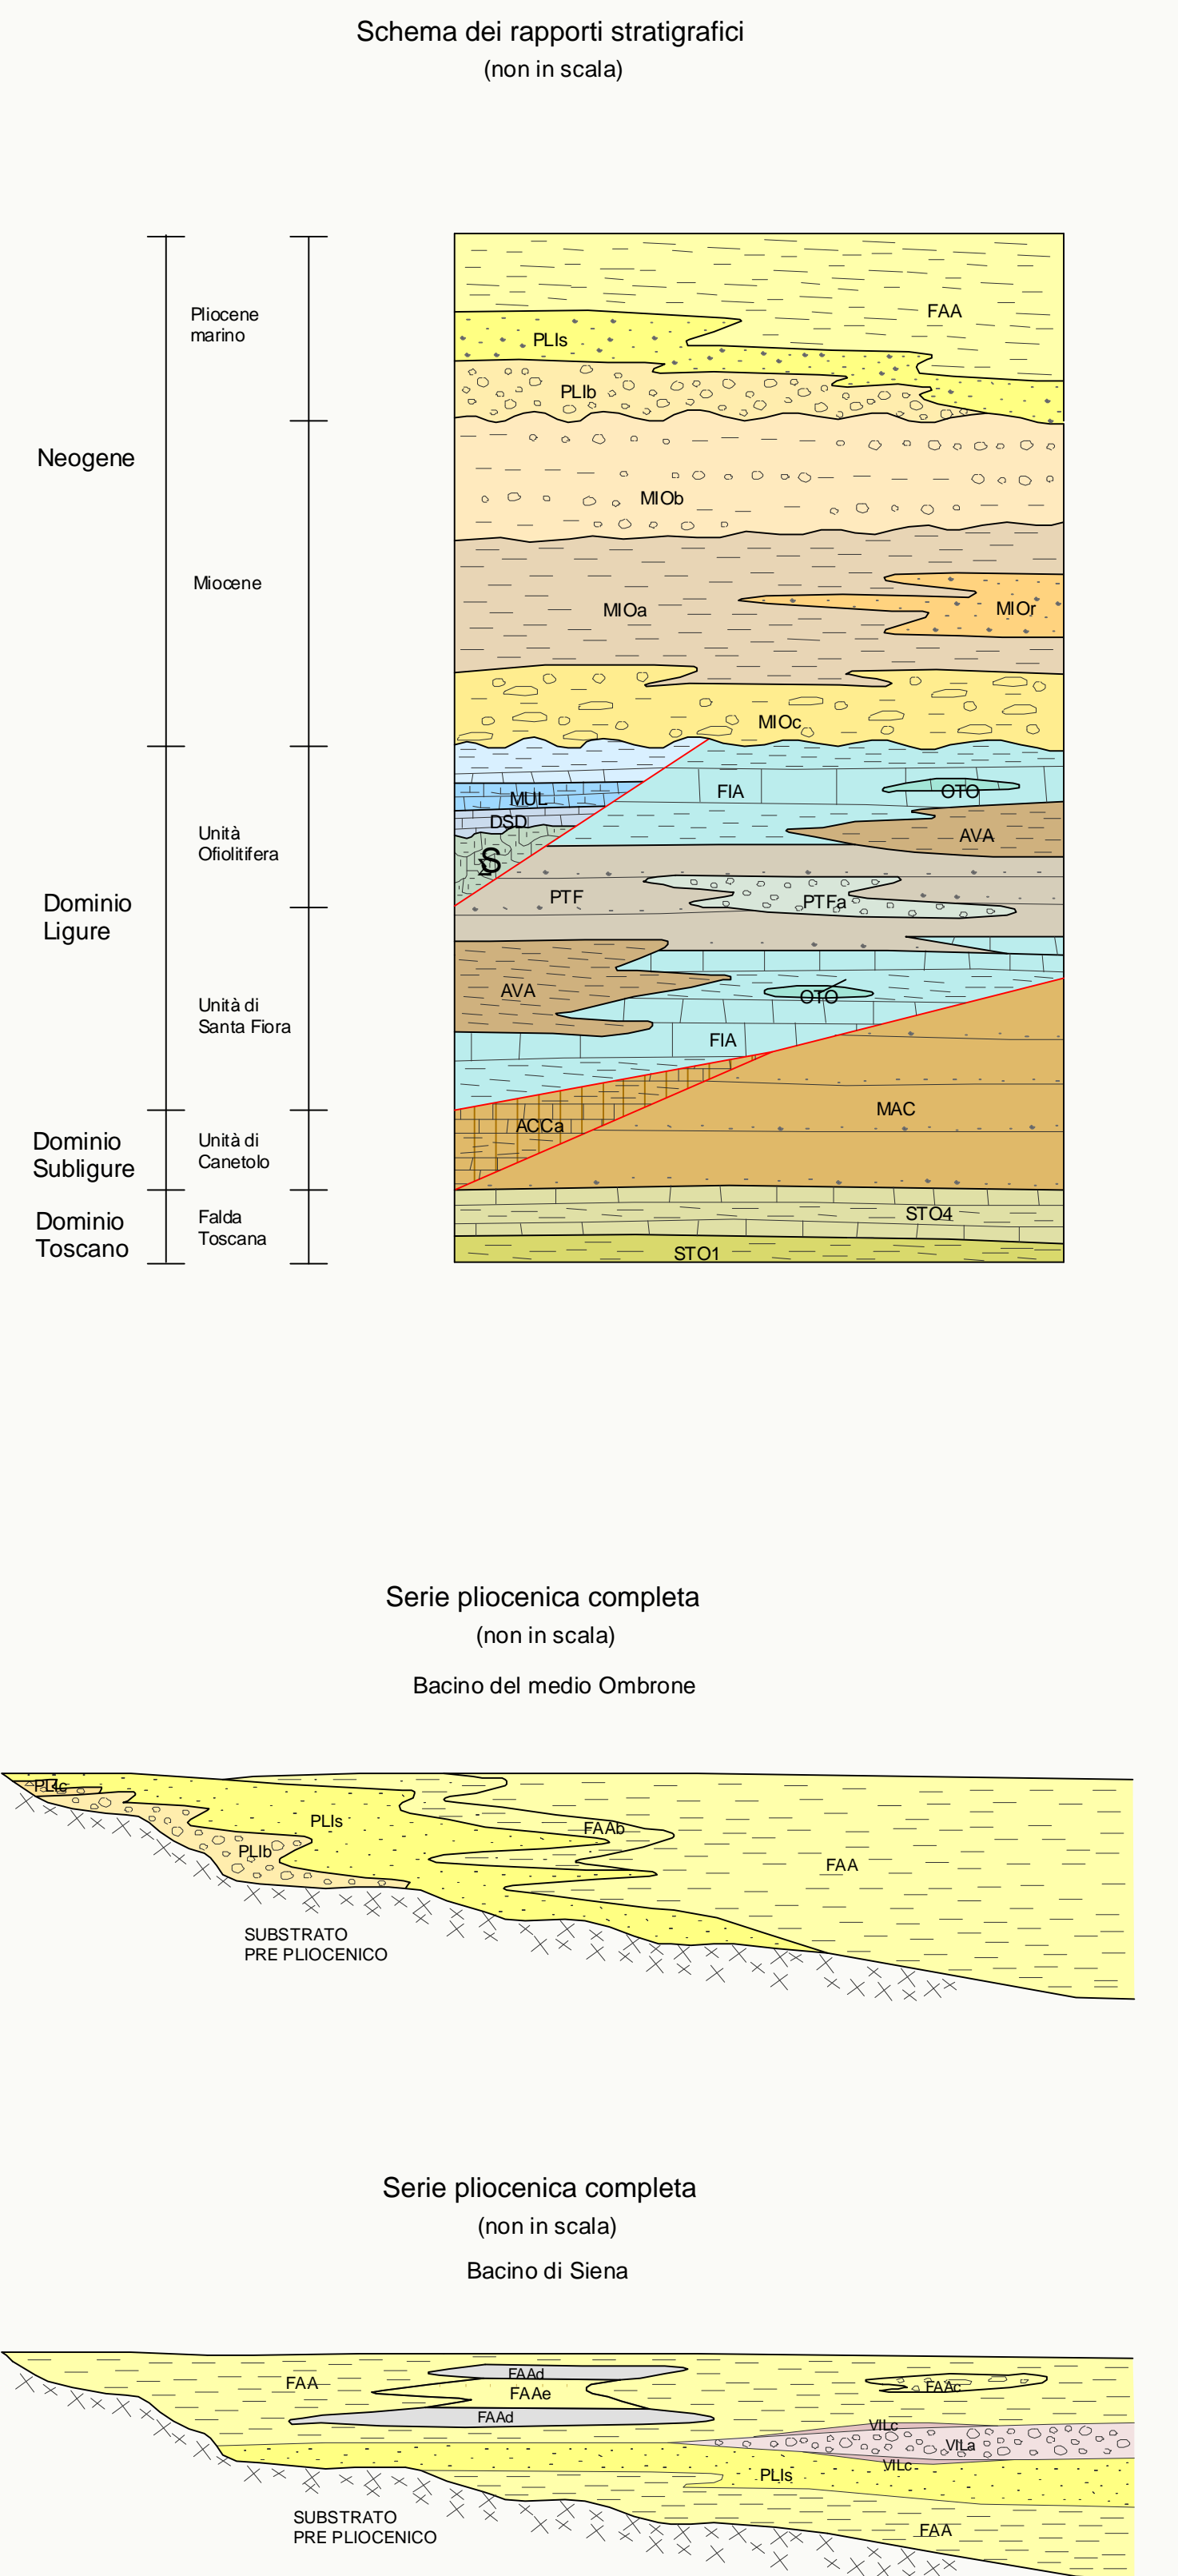 Schema dei rapporti stratigrafici
(non in scala)
Pliocene
marino
FAA
PLIs
PLIb
Neogene
MIOb
Miocene
MIOa
MIOr
MIOc
FIA
OTO
MUL
DSD
AVA
Unità
Ofiolitifera
S
PTF
PTFa
Dominio
Ligure
AVA
OTO
Unità di
Santa Fiora
FIA
MAC
ACCa
Dominio
Subligure
Unità di
Canetolo
STO4
Dominio
Toscano
Falda
Toscana
STO1
Serie pliocenica completa
(non in scala)
Bacino del medio Ombrone
PLIc
PLIs
FAAb
PLIb
FAA
SUBSTRATO
PRE PLIOCENICO
Serie pliocenica completa
(non in scala)
Bacino di Siena
FAAd
FAA
FAAe
FAAc
FAAd
VILc
VILa
VILc
PLIs
SUBSTRATO
PRE PLIOCENICO
FAA